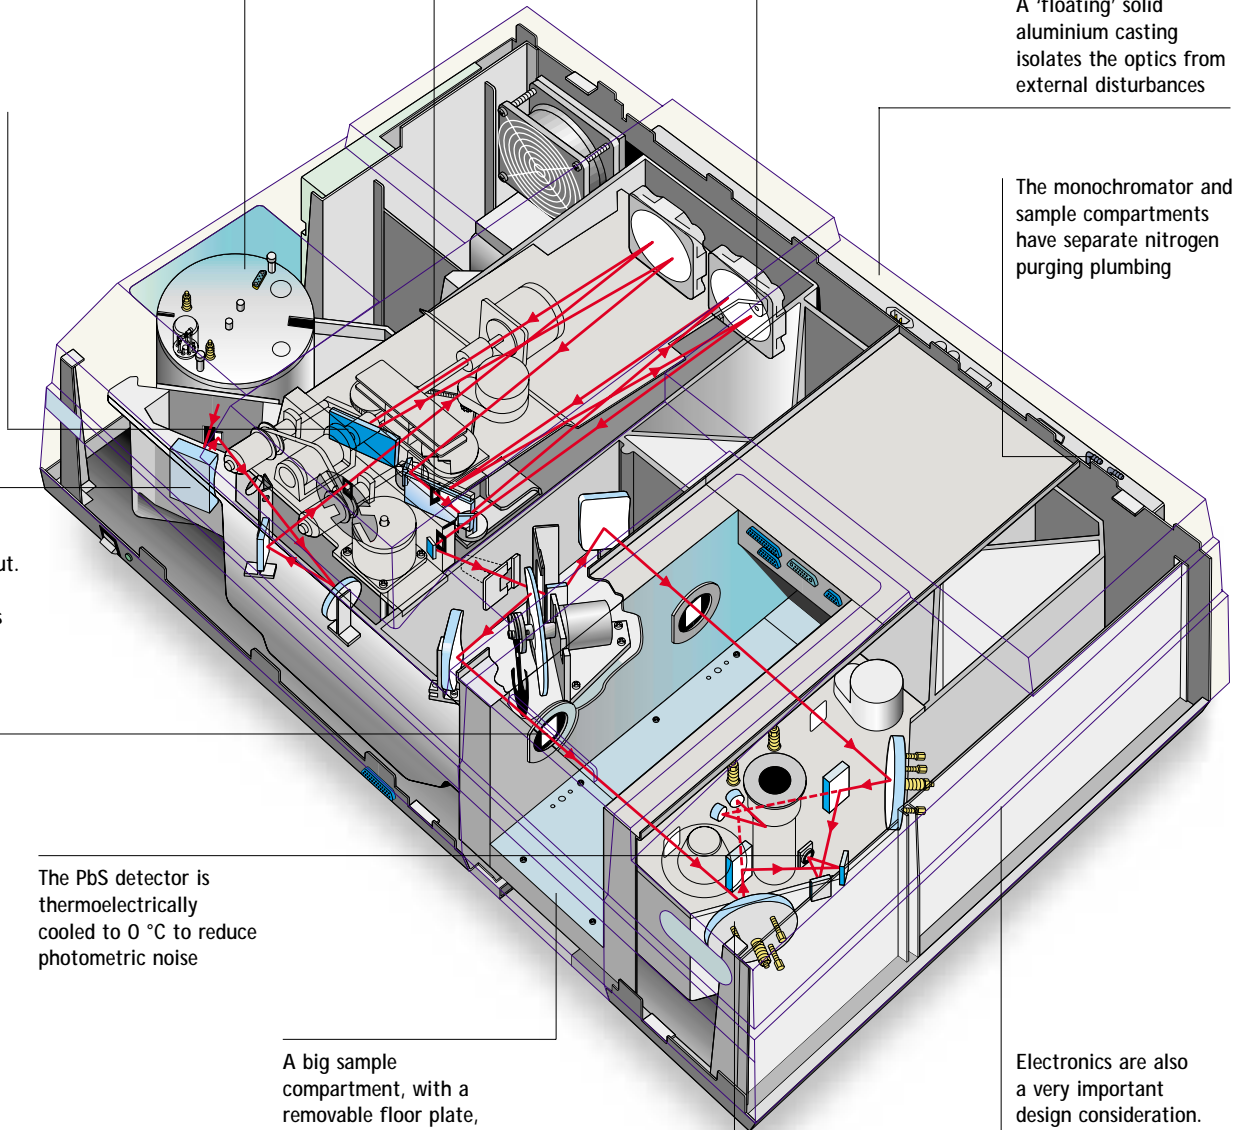 A 'floating' solid
aluminium casting
isolates the optics from
external disturbances
The monochromator and
sample compartments
have separate nitrogen
purging plumbing
ut.
s
The PbS detector is
thermoelectrically
cooled to 0 °C to reduce
photometric noise
A big sample
compartment, with a
removable floor plate,
Electronics are also
a very important
design consideration.